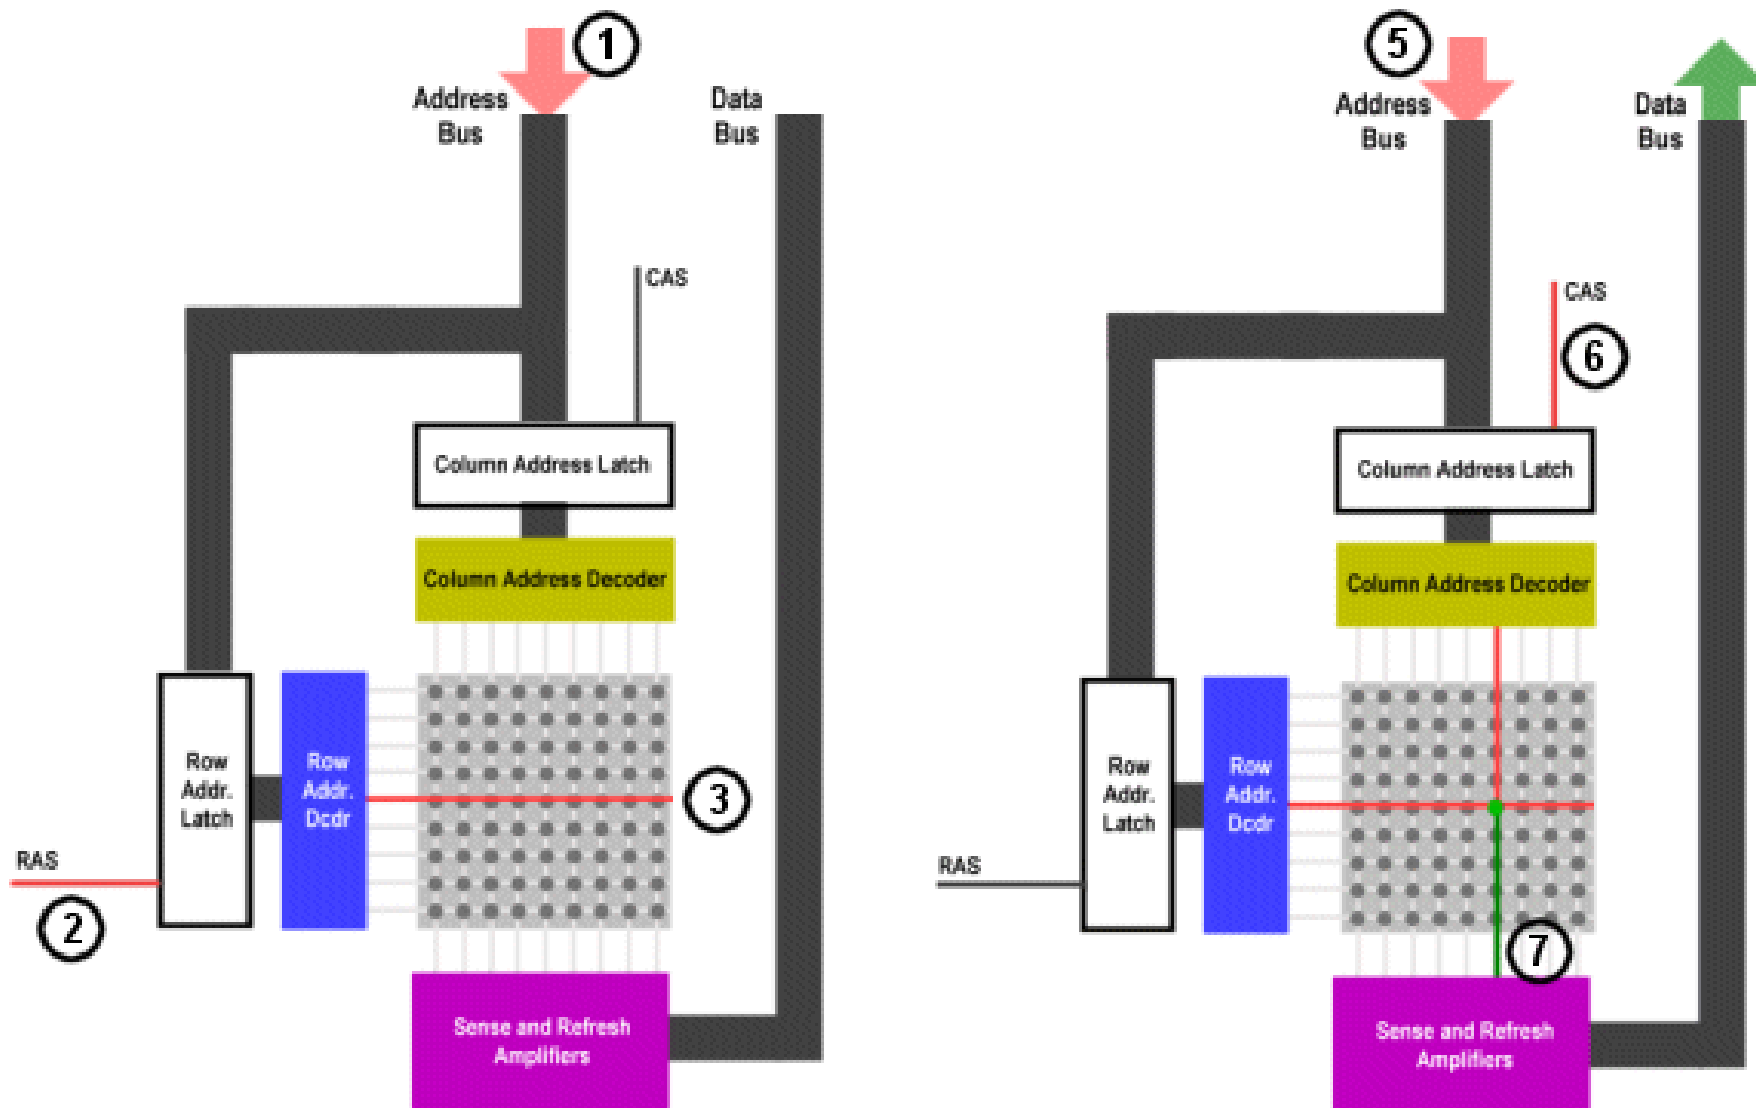 1
Address
Bus
Data
Bus
CAS
Column Address Latch
Column Address Decoder
Row
Addr.
Latch
Row
Addr.
Dcdr
3
RAS
2
Sense and Refresh
Amplifiers
5
Address
Bus
Data
Bus
CAS
6
Column Address Latch
Column Address Decoder
Row
Addr.
Latch
Row
Addr.
Dcdr
RAS
7
Sense and Refresh
Amplifiers